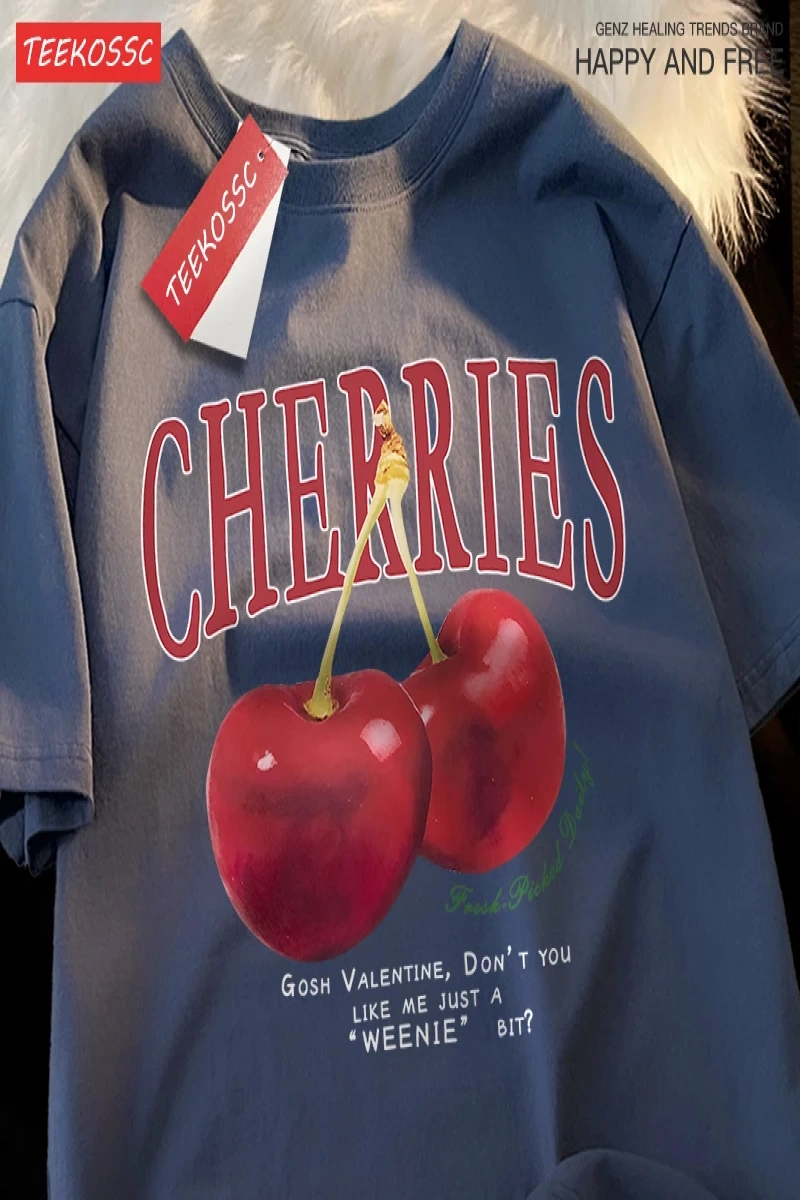 TEEKOSSC
GENZ HEALING TRENDS BRAND
HAPPY AND FREE
TEEKOSSC
CHERRIES
Fresh-Picked Daily!
GOSH VALENTINE, DON'T YOU
LIKE ME JUST A
"WEENIE" BIT?